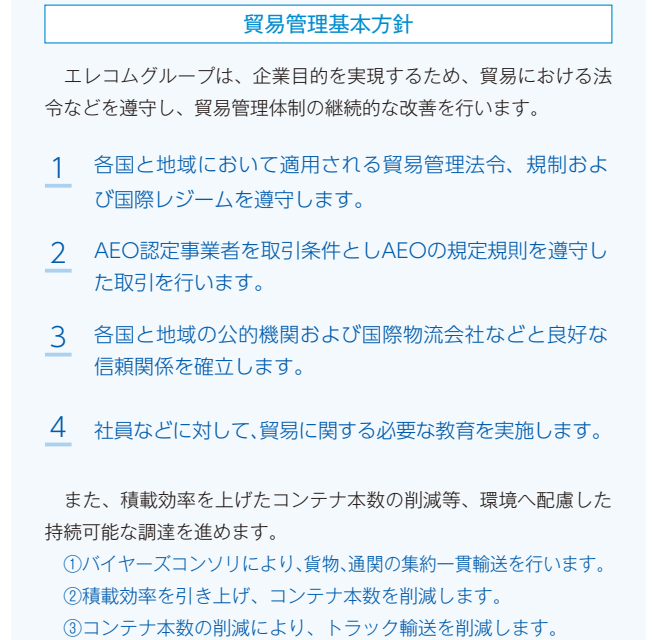 貿易管理基本方針
エレコムグループは、企業目的を実現するため、貿易における法
令などを遵守し、貿易管理体制の継続的な改善を行います。
1 各国と地域において適用される貿易管理法令、規制およ
び国際レジームを遵守します。
2 AEO認定事業者を取引条件としAEOの規定規則を遵守し
た取引を行います。
3 各国と地域の公的機関および国際物流会社などと良好な
信頼関係を確立します。
4 社員などに対して、貿易に関する必要な教育を実施します。
また、積載効率を上げたコンテナ本数の削減等、環境へ配慮した
持続可能な調達を進めます。
①バイヤーズコンソリにより、貨物、通関の集約一貫輸送を行います。
②積載効率を引き上げ、コンテナ本数を削減します。
③コンテナ本数の削減により、トラック輸送を削減します。